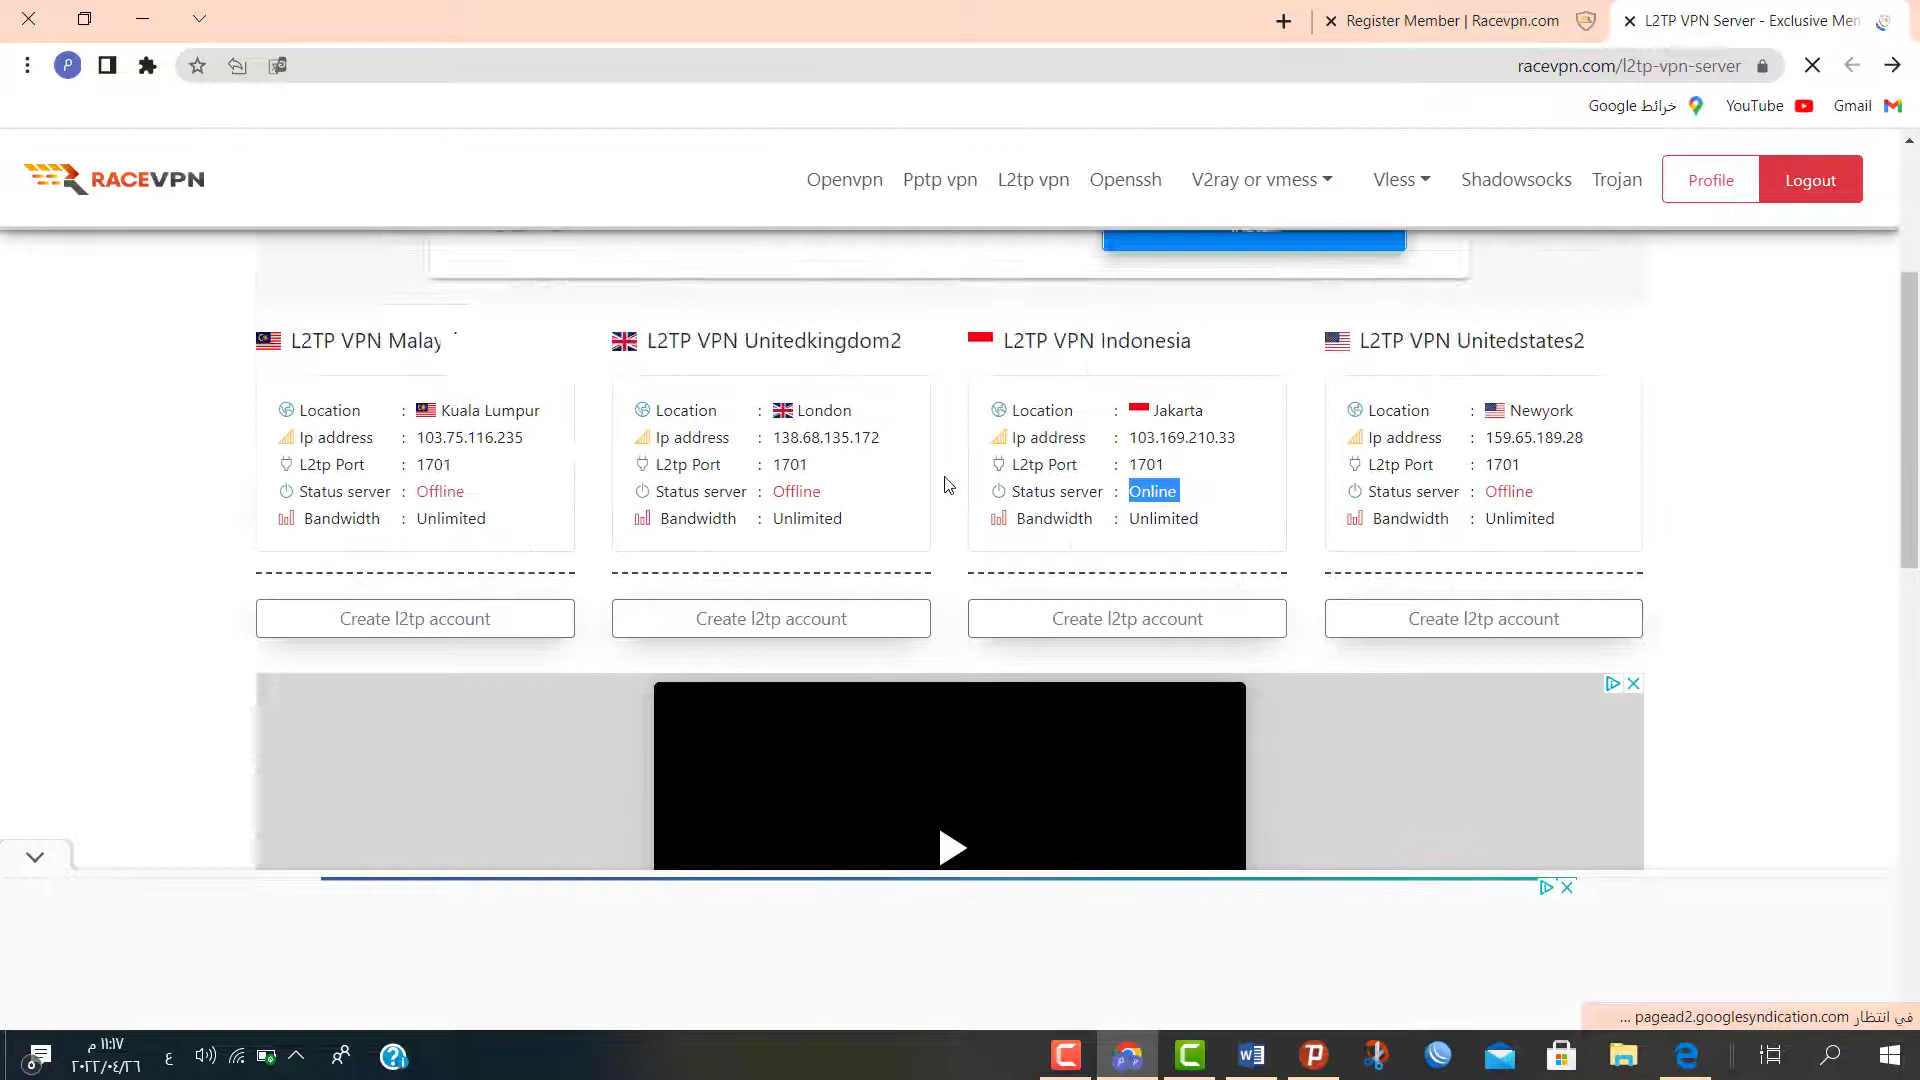 Register Member | Racevpn.com
L2TP VPN Server - Exclusive Mem
P
racevpn.com/l2tp-vpn-server
خرائط Google
YouTube
Gmail
RACEVPN
Openvpn
Pptp vpn
L2tp vpn
Openssh
V2ray or vmess
Vless
Shadowsocks
Trojan
Profile
Logout
L2TP VPN Malay
Location : Kuala Lumpur
Ip address : 103.75.116.235
L2tp Port : 1701
Status server : Offline
Bandwidth : Unlimited
Create l2tp account
L2TP VPN Unitedkingdom2
Location : London
Ip address : 138.68.135.172
L2tp Port : 1701
Status server : Offline
Bandwidth : Unlimited
Create l2tp account
L2TP VPN Indonesia
Location : Jakarta
Ip address : 103.169.210.33
L2tp Port : 1701
Status server : Online
Bandwidth : Unlimited
Create l2tp account
L2TP VPN Unitedstates2
Location : Newyork
Ip address : 159.65.189.28
L2tp Port : 1701
Status server : Offline
Bandwidth : Unlimited
Create l2tp account
في انتظار pagead2.googlesyndication.com ...
١١:١٧ م
٢٠٢٢/٠٤/٢٦
ع